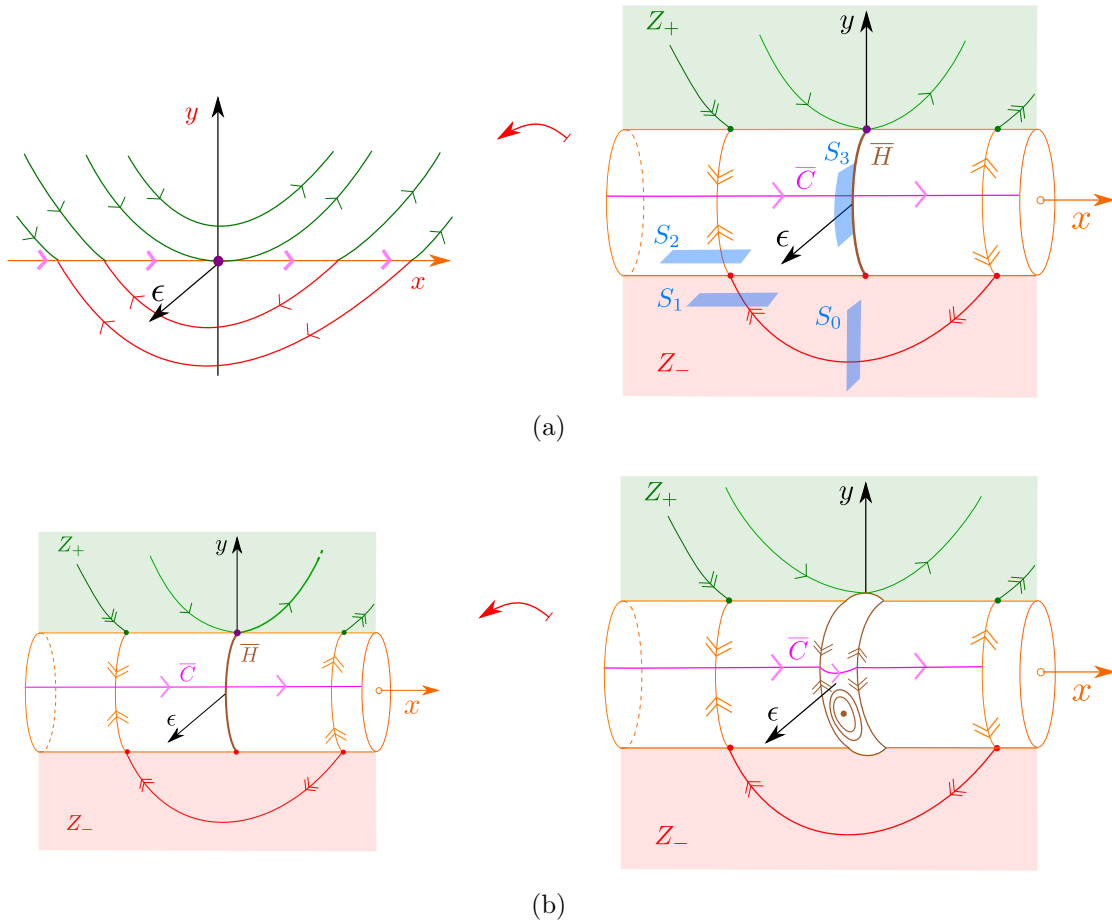 y
ϵ
x
Z₊
y
S₃
H̅
C̅
x
S₂
ϵ
S₁
S₀
Z₋
(a)
Z₊
y
H̅
C̅
x
ϵ
Z₋
Z₊
y
C̅
x
ϵ
Z₋
(b)